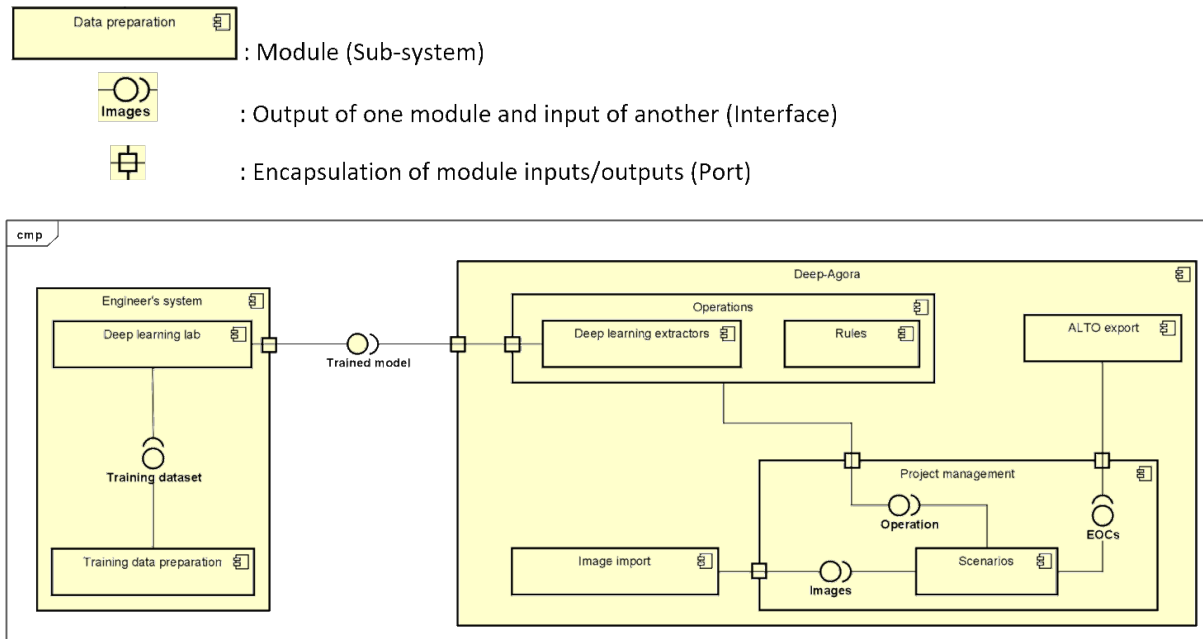 Data preparation
: Module (Sub-system)
Images
: Output of one module and input of another (Interface)
: Encapsulation of module inputs/outputs (Port)
cmp
Deep-Agora
Engineer's system
Operations
Deep learning lab
Deep learning extractors
Rules
ALTO export
Trained model
Training dataset
Project management
Operation
EOCs
Training data preparation
Image import
Scenarios
Images